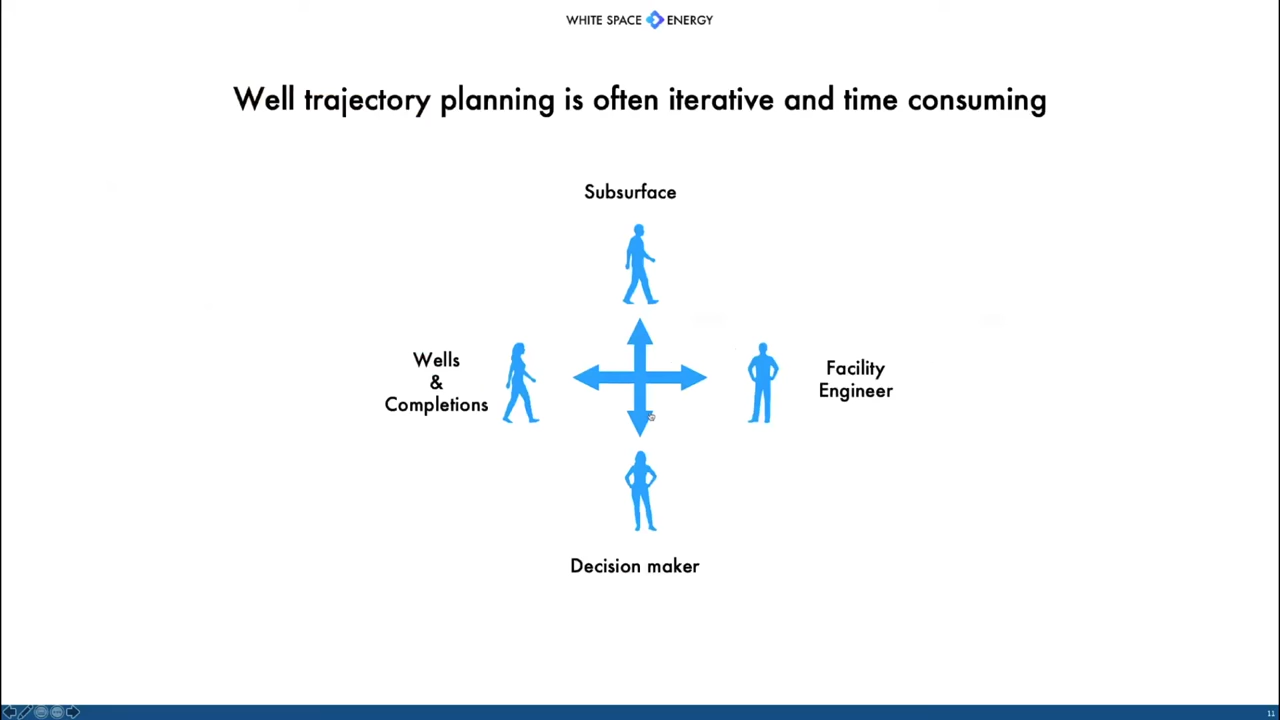 WHITE SPACE ENERGY
Well trajectory planning is often iterative and time consuming
Subsurface
Wells
&
Completions
Facility
Engineer
Decision maker
11